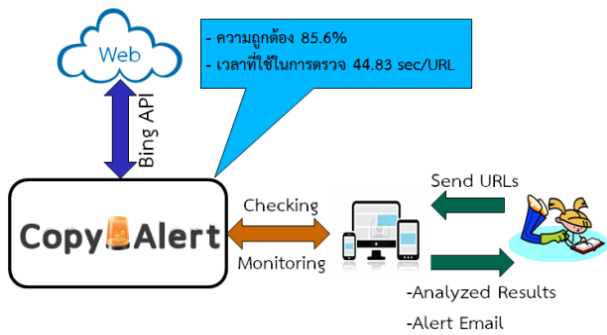 Web
- ความถูกต้อง 85.6%
- เวลาที่ใช้ในการตรวจ 44.83 sec/URL
Bing API
Copy Alert
Checking
Monitoring
Send URLs
-Analyzed Results
-Alert Email